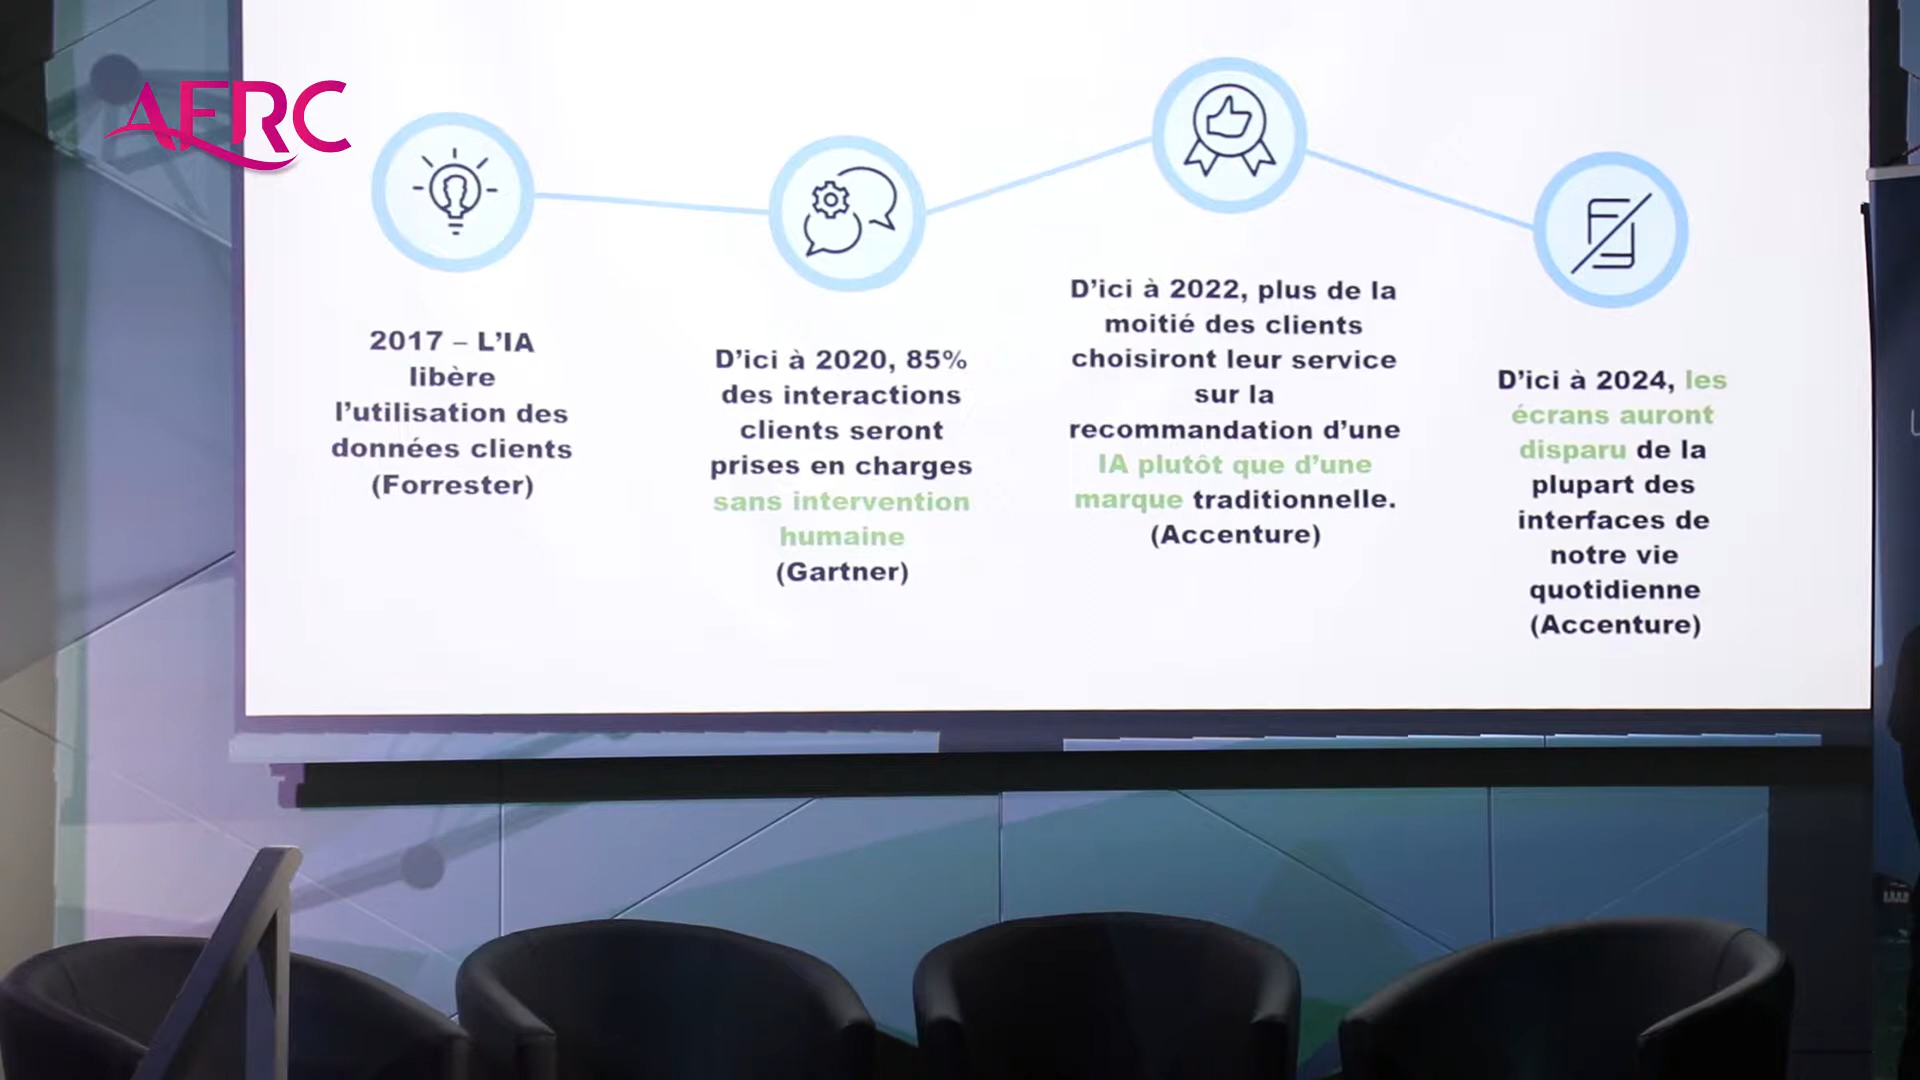 AFRC
2017 – L’IA
libère
l’utilisation des
données clients
(Forrester)
D’ici à 2020, 85%
des interactions
clients seront
prises en charges
sans intervention
humaine
(Gartner)
D’ici à 2022, plus de la
moitié des clients
choisiront leur service
sur la
recommandation d’une
IA plutôt que d’une
marque traditionnelle.
(Accenture)
D’ici à 2024, les
écrans auront
disparu de la
plupart des
interfaces de
notre vie
quotidienne
(Accenture)